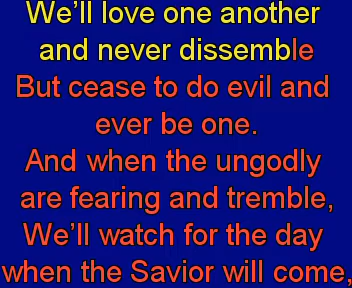 We’ll love one another
and never dissemble
But cease to do evil and
ever be one.
And when the ungodly
are fearing and tremble,
We’ll watch for the day
when the Savior will come,